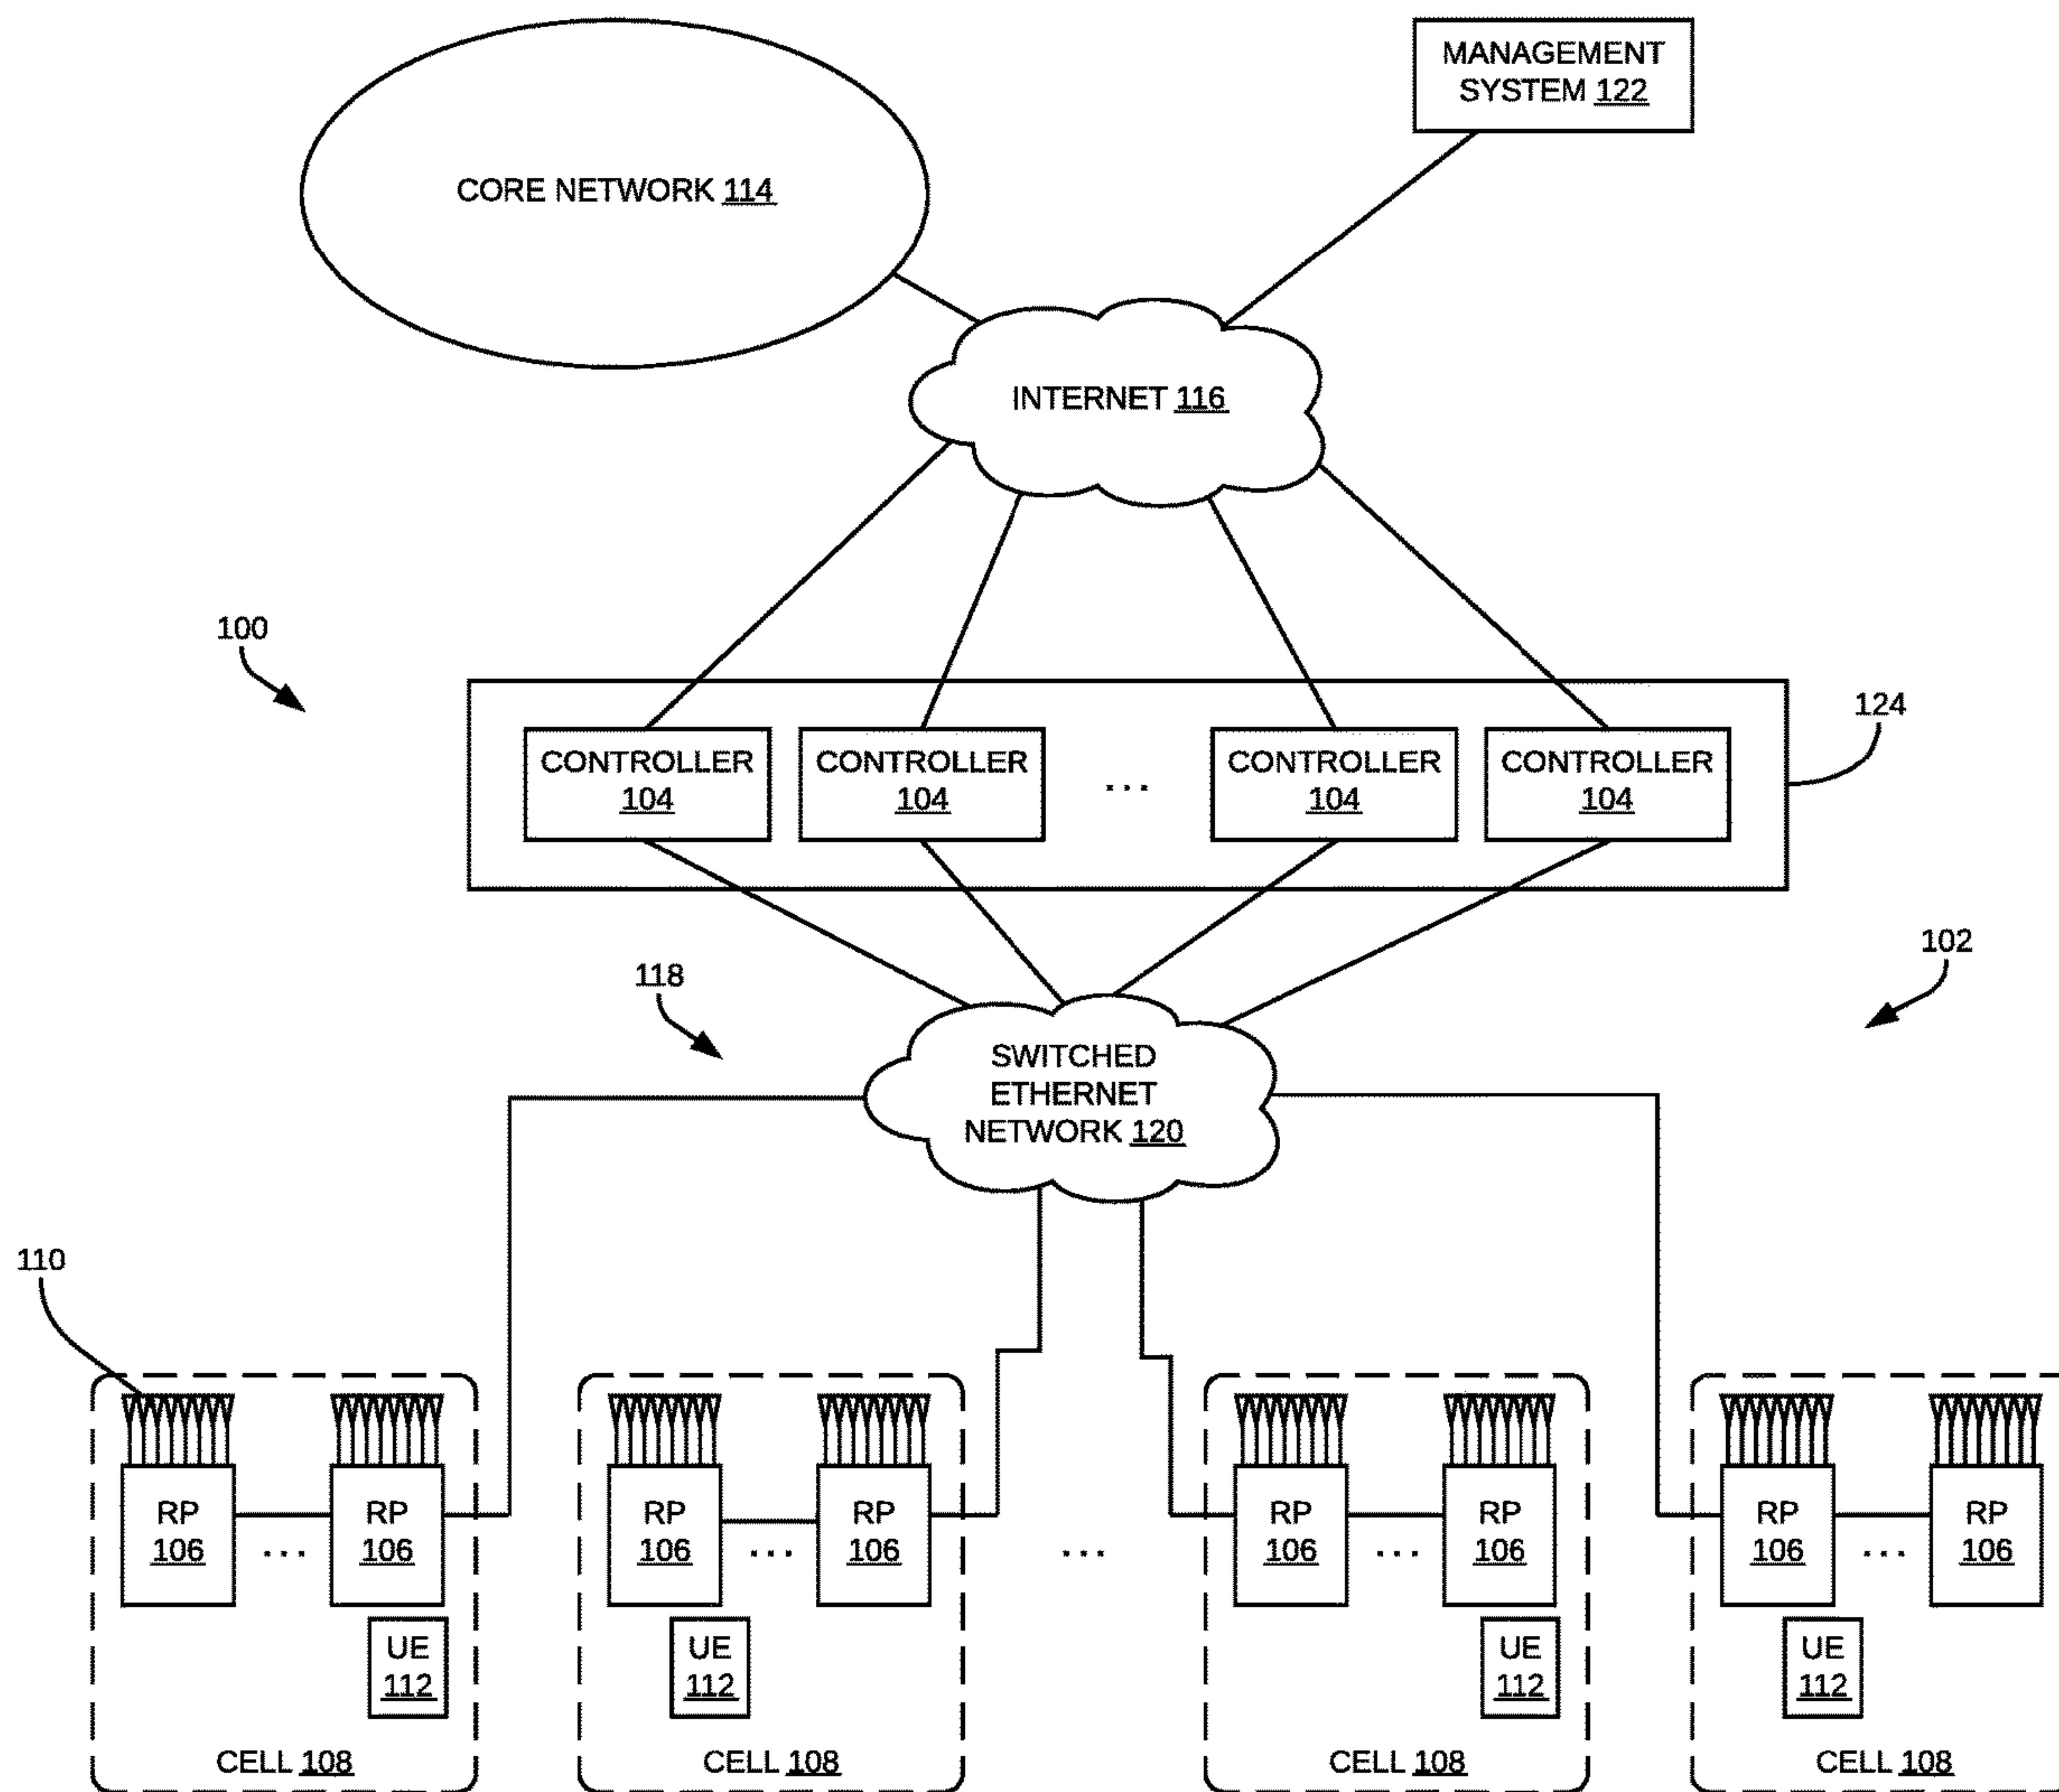 MANAGEMENT
SYSTEM 122
CORE NETWORK 114
INTERNET 116
100
124
CONTROLLER
104
CONTROLLER
104
...
CONTROLLER
104
CONTROLLER
104
102
118
SWITCHED
ETHERNET
NETWORK 120
110
RP
106
...
RP
106
RP
106
...
RP
106
...
RP
106
...
RP
106
RP
106
...
RP
106
UE
112
UE
112
UE
112
UE
112
CELL 108
CELL 108
CELL 108
CELL 108